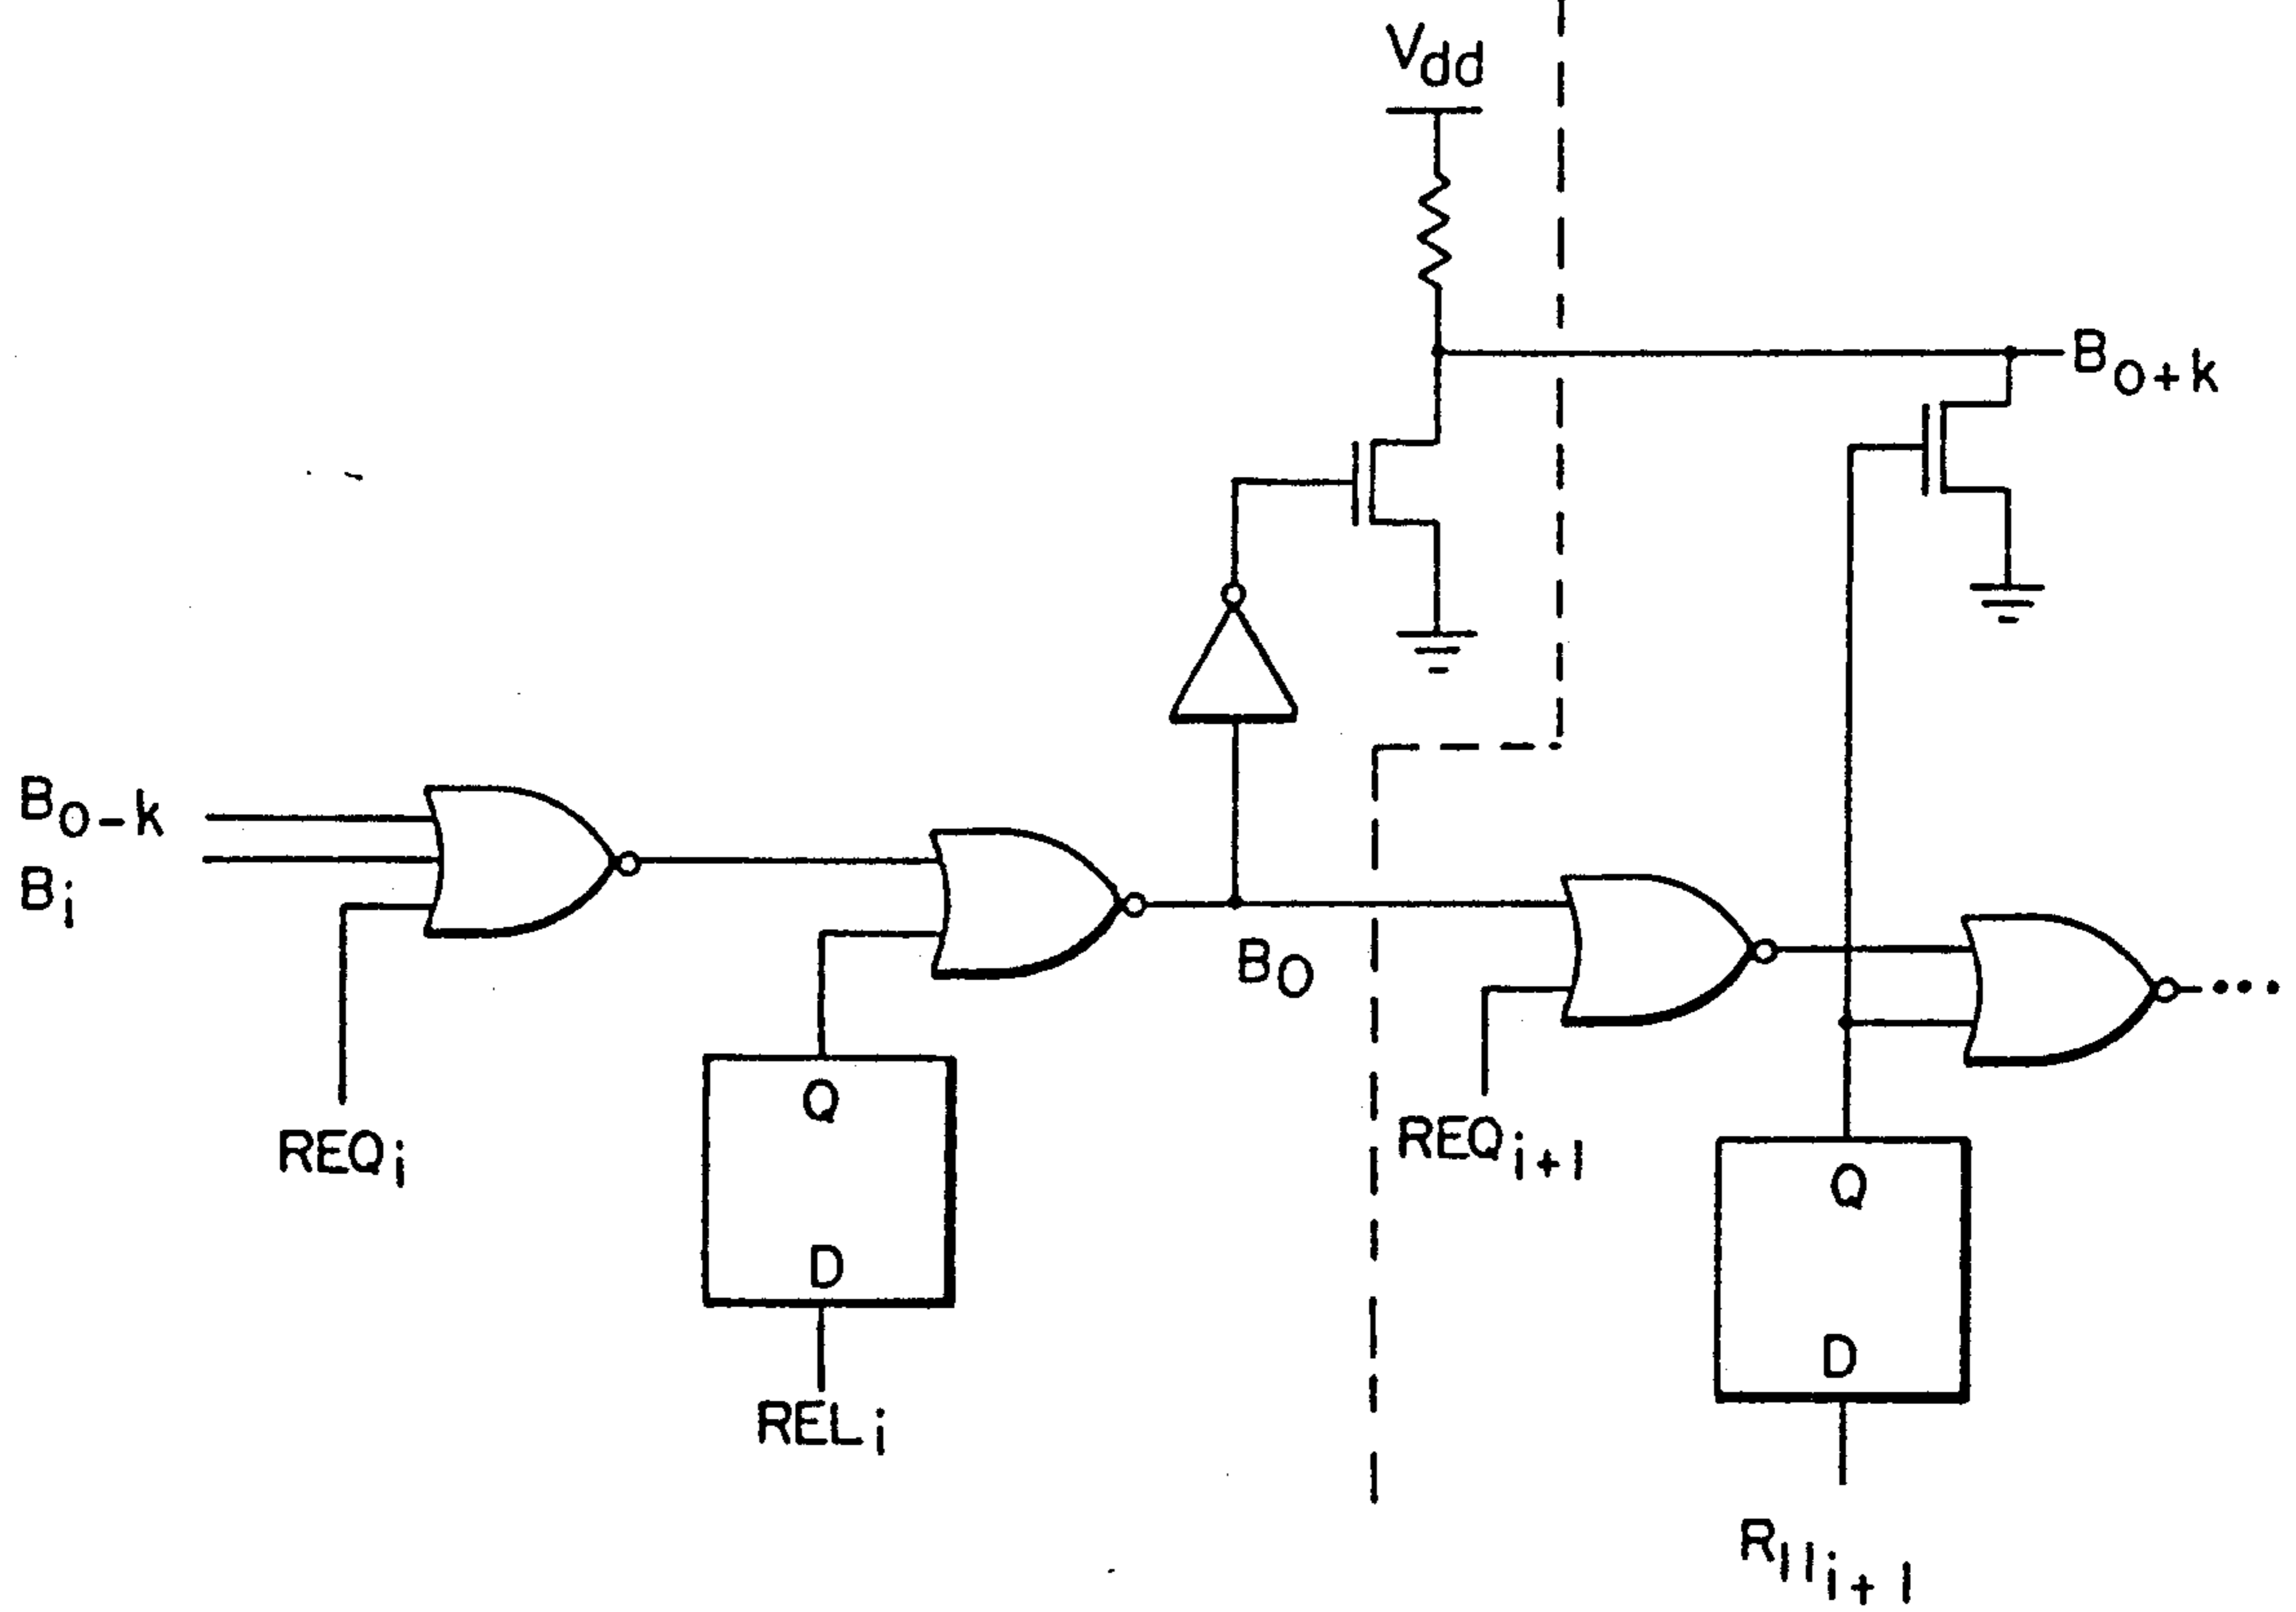 Vdd
Bo+k
Bo-k
Bi
BO
REQi
Q
D
RELi
REQi+1
Q
D
R11i+1